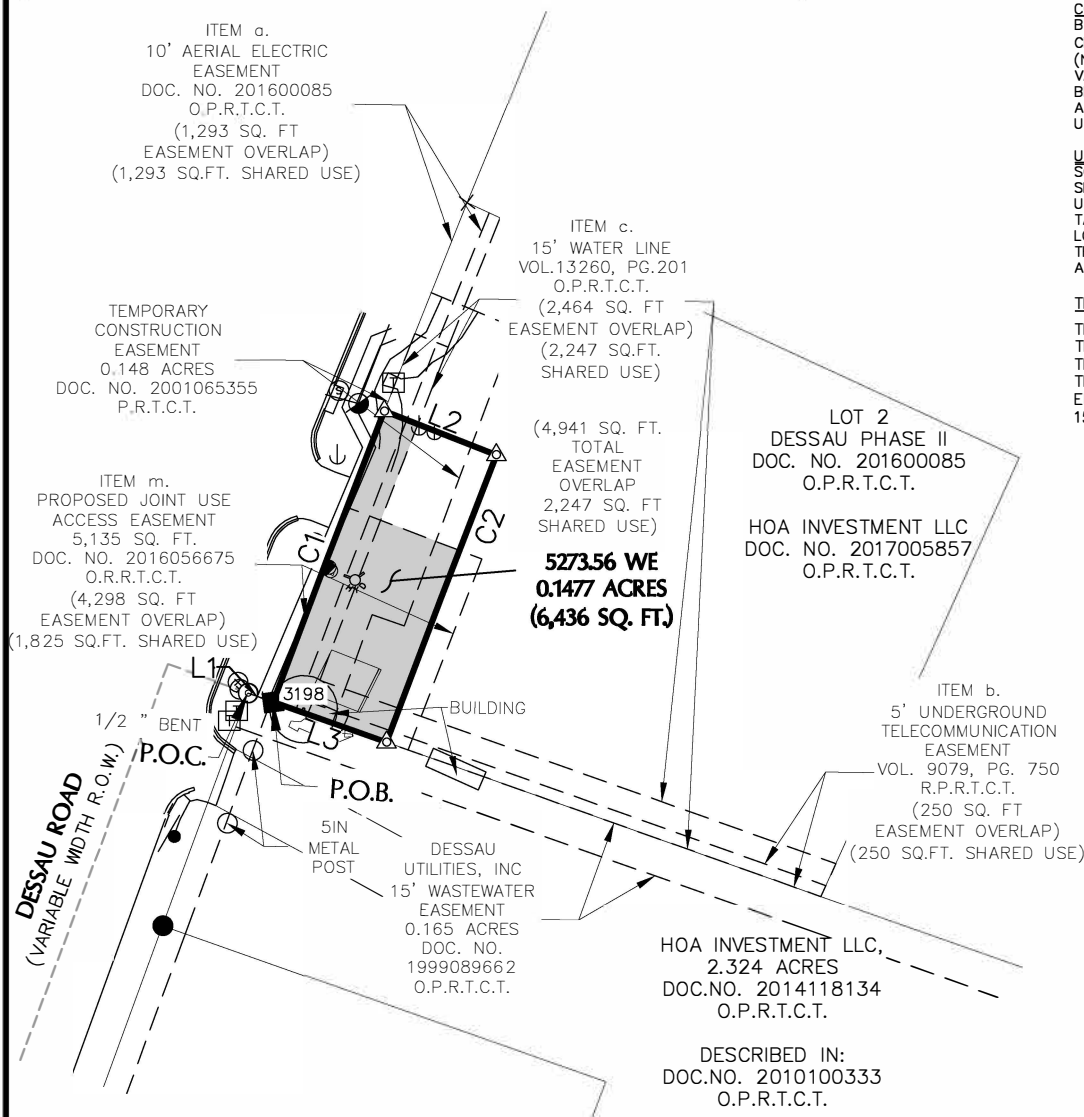 ITEM a.
10' AERIAL ELECTRIC
EASEMENT
DOC. NO. 201600085
O.P.R.T.C.T.
(1,293 SQ. FT
EASEMENT OVERLAP)
(1,293 SQ.FT. SHARED USE)
ITEM c.
15' WATER LINE
VOL.13260, PG.201
O.P.R.T.C.T.
(2,464 SQ. FT
EASEMENT OVERLAP)
(2,247 SQ.FT.
SHARED USE)
(4,941 SQ. FT.
TOTAL
EASEMENT
OVERLAP
2,247 SQ.FT
SHARED USE)
TEMPORARY
CONSTRUCTION
EASEMENT
0.148 ACRES
DOC. NO. 2001065355
P.R.T.C.T.
ITEM m.
PROPOSED JOINT USE
ACCESS EASEMENT
5,135 SQ. FT.
DOC. NO. 2016056675
O.R.R.T.C.T.
(4,298 SQ. FT
EASEMENT OVERLAP)
(1,825 SQ.FT. SHARED USE)
L2
C1
C2
L1
L3
LOT 2
DESSAU PHASE II
DOC. NO. 201600085
O.P.R.T.C.T.
HOA INVESTMENT LLC
DOC. NO. 2017005857
O.P.R.T.C.T.
5273.56 WE
0.1477 ACRES
(6,436 SQ. FT.)
3198
BUILDING
1/2 " BENT
P.O.C.
P.O.B.
DESSAU ROAD
(VARIABLE WIDTH R.O.W.)
5IN
METAL
POST
DESSAU
UTILITIES, INC
15' WASTEWATER
EASEMENT
0.165 ACRES
DOC. NO.
1999089662
O.P.R.T.C.T.
ITEM b.
5' UNDERGROUND
TELECOMMUNICATION
EASEMENT
VOL. 9079, PG. 750
R.P.R.T.C.T.
(250 SQ. FT
EASEMENT OVERLAP)
(250 SQ.FT. SHARED USE)
HOA INVESTMENT LLC,
2.324 ACRES
DOC.NO. 2014118134
O.P.R.T.C.T.
DESCRIBED IN:
DOC.NO. 2010100333
O.P.R.T.C.T.